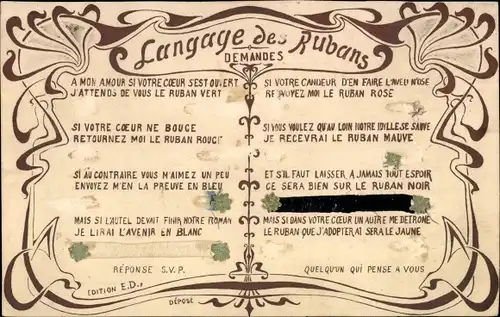 Langage des Rubans
DEMANDES
A MON AMOUR SI VOTRE CŒUR S'EST OUVERT
J'ATTENDS DE VOUS LE RUBAN VERT
SI VOTRE CŒUR NE BOUGE
RETOURNEZ MOI LE RUBAN ROUGE
SI AU CONTRAIRE VOUS M'AIMEZ UN PEU
ENVOYEZ M'EN LA PREUVE EN BLEU
MAIS SI L'AUTEL DEVAIT FINIR NOTRE ROMAN
JE LIRAI L'AVENIR EN BLANC
RÉPONSE S.V.P.
SI VOTRE CANDEUR D'EN FAIRE L'AVEU N'OSE
RENVOYEZ MOI LE RUBAN ROSE
SI VOUS VOULEZ QU'AU LOIN NOTRE IDYLLE SE SAUVE
JE RECEVRAI LE RUBAN MAUVE
ET S'IL FAUT LAISSER A JAMAIS TOUT ESPOIR
CE SERA BIEN SUR LE RUBAN NOIR
MAIS SI DANS VOTRE CŒUR UN AUTRE ME DETRONE
LE RUBAN QUE J'ADOPTERAI SERA LE JAUNE
QUELQU'UN QUI PENSE A VOUS
EDITION E.D.
DÉPOSÉ